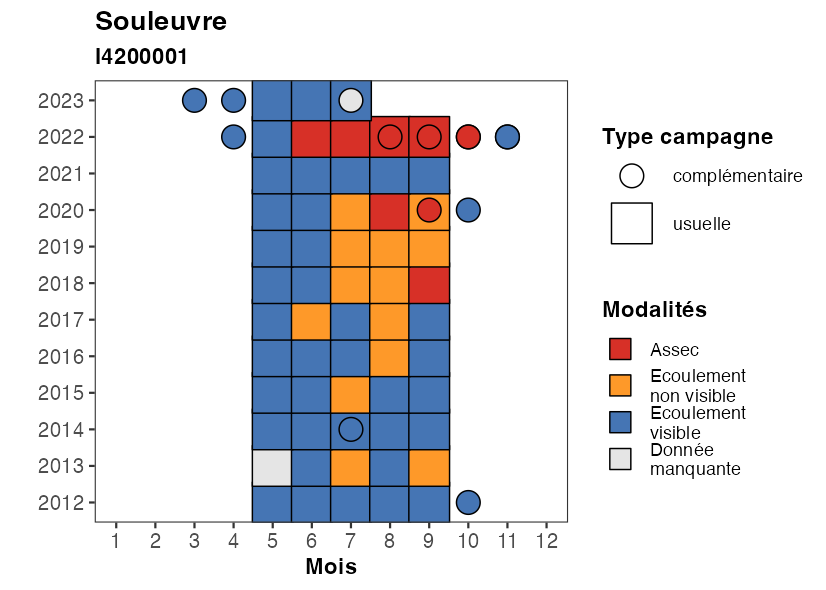 Souleuvre
I4200001
2023
2022
2021
2020
2019
2018
2017
2016
2015
2014
2013
2012
1 2 3 4 5 6 7 8 9 10 11 12
Mois
Type campagne
complémentaire
usuelle
Modalités
Assec
Ecoulement
non visible
Ecoulement
visible
Donnée
manquante